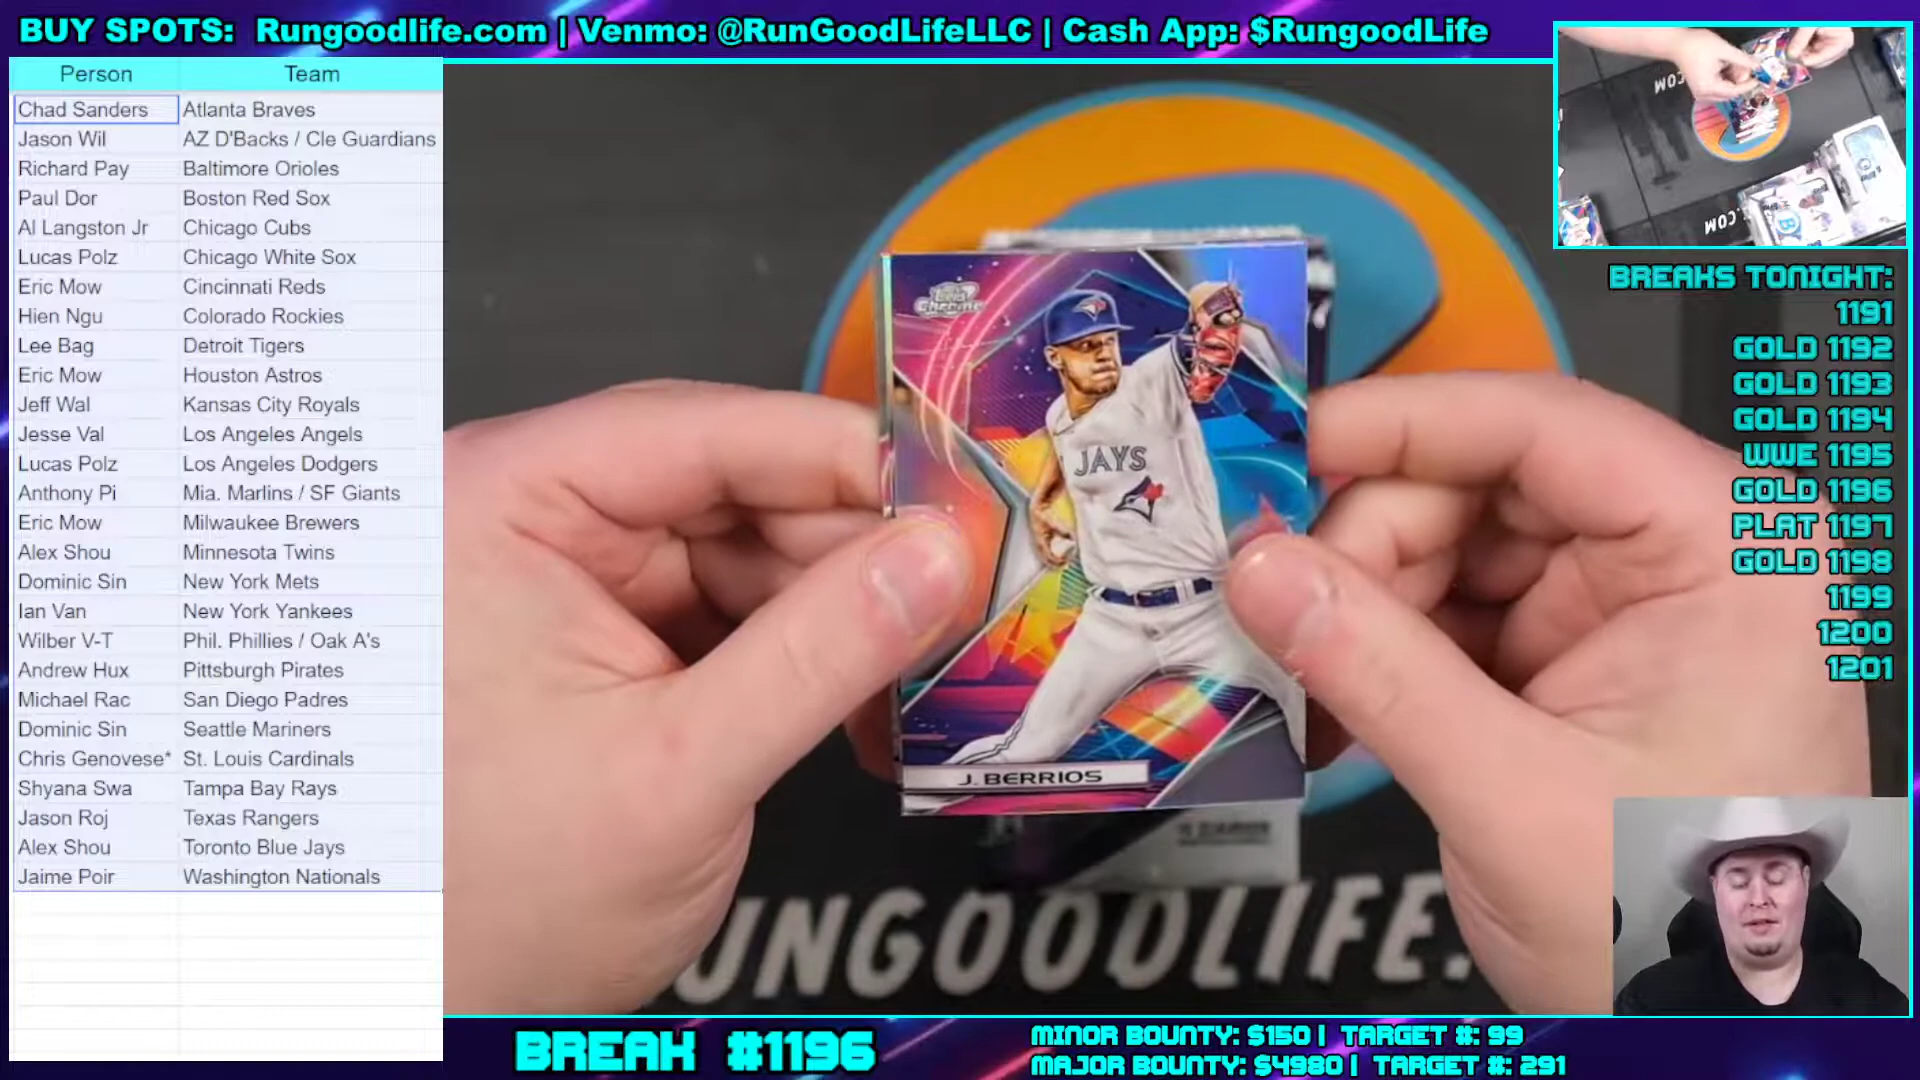 BUY SPOTS: Rungoodlife.com | Venmo: @RunGoodLifeLLC | Cash App: $RungoodLife
Person Team
Chad Sanders Atlanta Braves
Jason Wil AZ D'Backs / Cle Guardians
Richard Pay Baltimore Orioles
Paul Dor Boston Red Sox
Al Langston Jr Chicago Cubs
Lucas Polz Chicago White Sox
Eric Mow Cincinnati Reds
Hien Ngu Colorado Rockies
Lee Bag Detroit Tigers
Eric Mow Houston Astros
Jeff Wal Kansas City Royals
Jesse Val Los Angeles Angels
Lucas Polz Los Angeles Dodgers
Anthony Pi Mia. Marlins / SF Giants
Eric Mow Milwaukee Brewers
Alex Shou Minnesota Twins
Dominic Sin New York Mets
Ian Van New York Yankees
Wilber V-T Phil. Phillies / Oak A's
Andrew Hux Pittsburgh Pirates
Michael Rac San Diego Padres
Dominic Sin Seattle Mariners
Chris Genovese* St. Louis Cardinals
Shyana Swa Tampa Bay Rays
Jason Roj Texas Rangers
Alex Shou Toronto Blue Jays
Jaime Poir Washington Nationals
Chrome
JAYS
J. BERRIOS
RUNGOODLIFE.
.COM
.COM
BREAKS TONIGHT:
1191
GOLD 1192
GOLD 1193
GOLD 1194
WWE 1195
GOLD 1196
PLAT 1197
GOLD 1198
1199
1200
1201
BREAK #1196
MINOR BOUNTY: $150 | TARGET #: 99
MAJOR BOUNTY: $4980 | TARGET #: 291